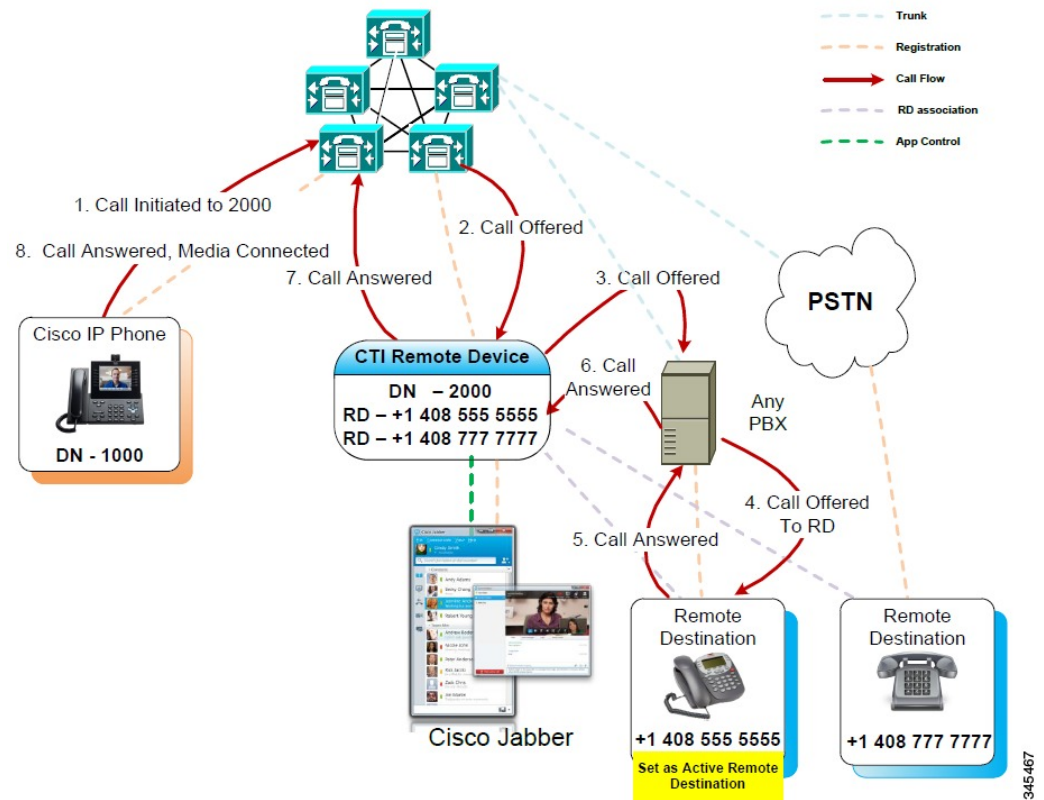 Trunk
Registration
Call Flow
RD association
App Control
1. Call Initiated to 2000
2. Call Offered
8. Call Answered, Media Connected
7. Call Answered
3. Call Offered
PSTN
Cisco IP Phone
DN - 1000
CTI Remote Device
DN – 2000
RD – +1 408 555 5555
RD – +1 408 777 7777
6. Call
Answered
Any
PBX
4. Call Offered
To RD
5. Call Answered
Cisco Jabber
Remote
Destination
+1 408 555 5555
Set as Active Remote
Destination
Remote
Destination
+1 408 777 7777
345467